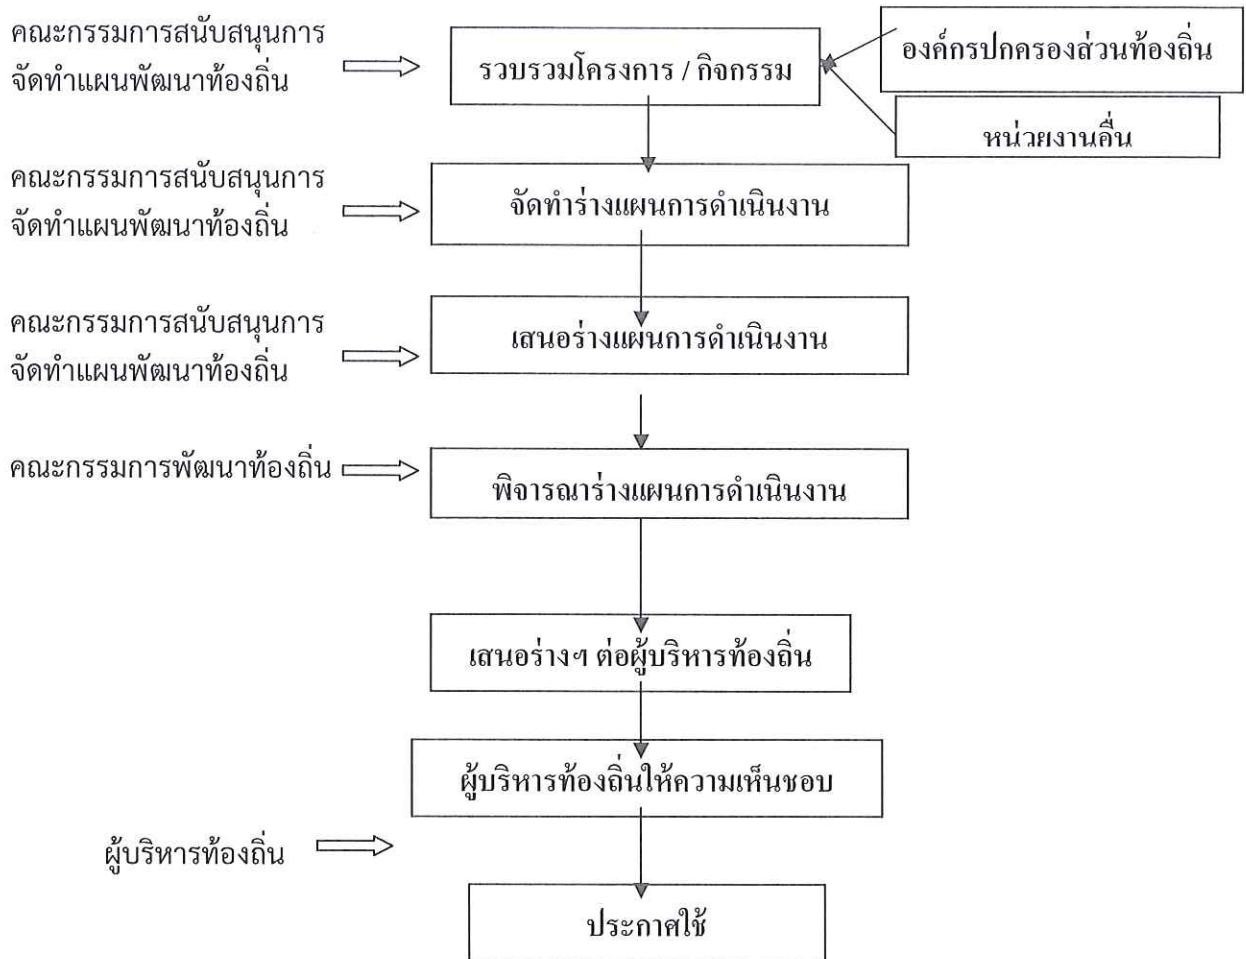 คณะกรรมการสนับสนุนการ
จัดทำแผนพัฒนาท้องถิ่น
รวบรวมโครงการ / กิจกรรม
องค์กรปกครองส่วนท้องถิ่น
หน่วยงานอื่น
คณะกรรมการสนับสนุนการ
จัดทำแผนพัฒนาท้องถิ่น
จัดทำร่างแผนการดำเนินงาน
คณะกรรมการสนับสนุนการ
จัดทำแผนพัฒนาท้องถิ่น
เสนอร่างแผนการดำเนินงาน
คณะกรรมการพัฒนาท้องถิ่น
พิจารณาร่างแผนการดำเนินงาน
เสนอร่างฯ ต่อผู้บริหารท้องถิ่น
ผู้บริหารท้องถิ่นให้ความเห็นชอบ
ผู้บริหารท้องถิ่น
ประกาศใช้